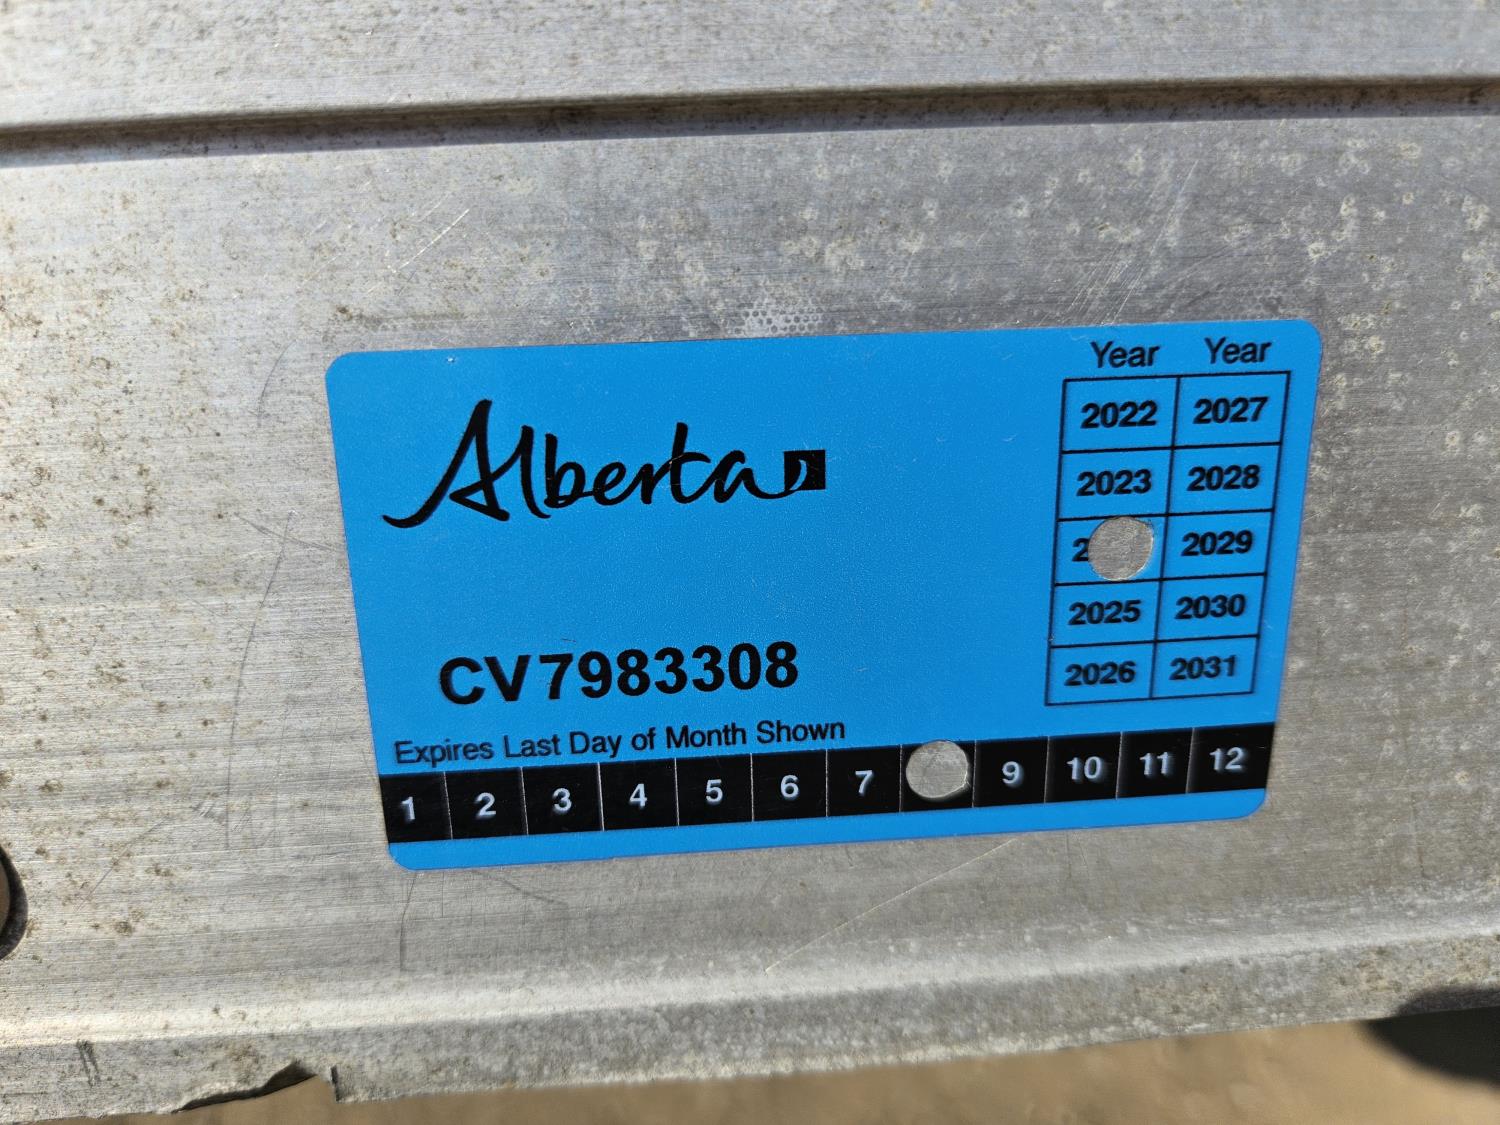 Alberta
Year Year
2022 2027
2023 2028
2 2029
2025 2030
2026 2031
CV7983308
Expires Last Day of Month Shown
1 2 3 4 5 6 7 9 10 11 12